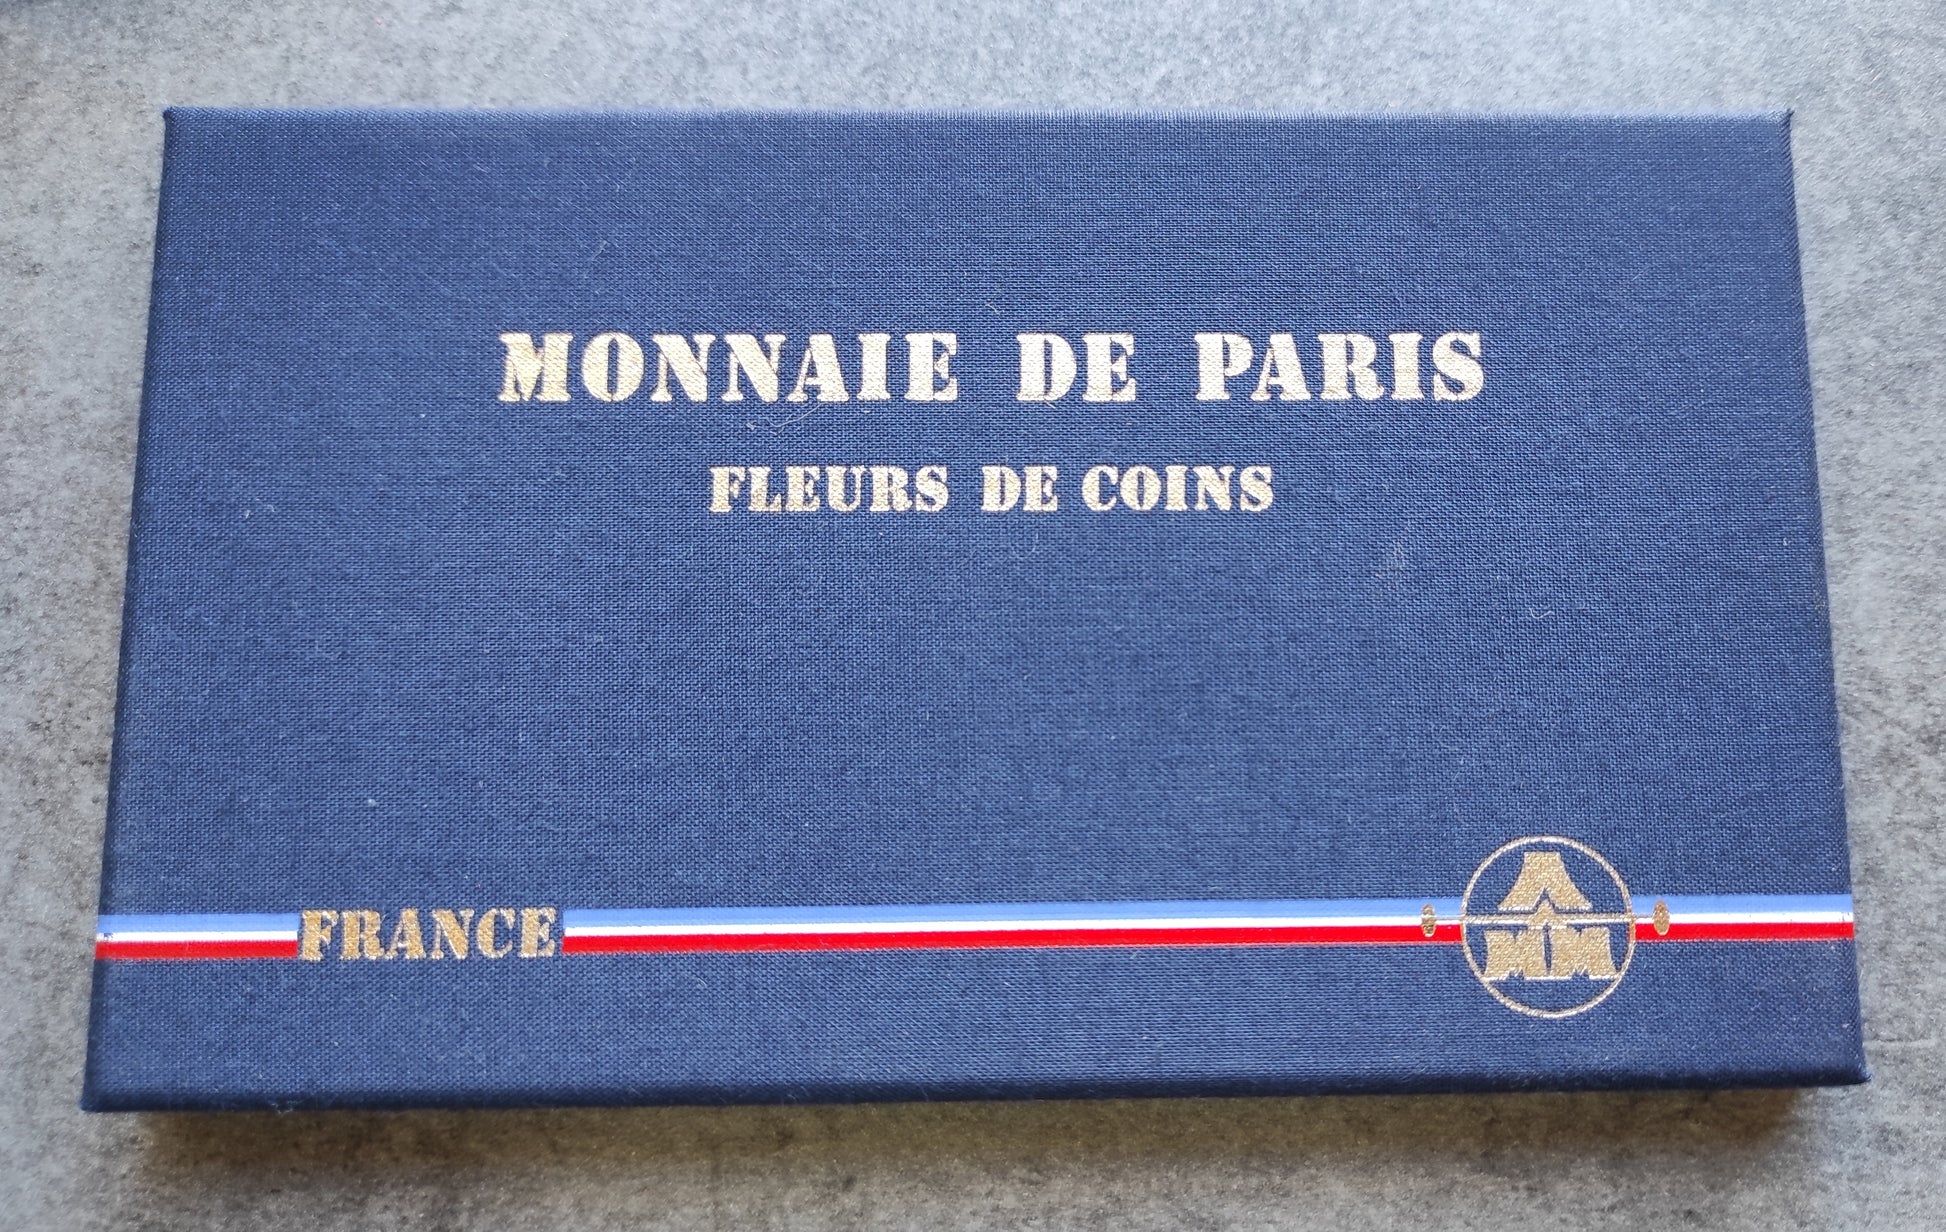 MONNAIE DE PARIS
FLEURS DE COINS
FRANCE